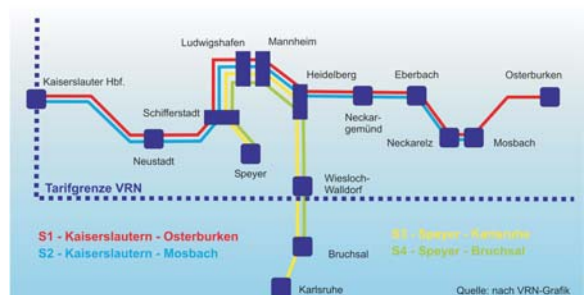 Ludwigshafen
Mannheim
Kaiserslauter Hbf.
Heidelberg
Eberbach
Osterburken
Schifferstadt
Neckar-
gemünd
Neustadt
Speyer
Neckarelz
Mosbach
Wiesloch-
Walldorf
Tarifgrenze VRN
S1 - Kaiserslautern - Osterburken
S2 - Kaiserslautern - Mosbach
S3 - Speyer - Karlsruhe
S4 - Speyer - Bruchsal
Bruchsal
Karlsruhe
Quelle: nach VRN-Grafik